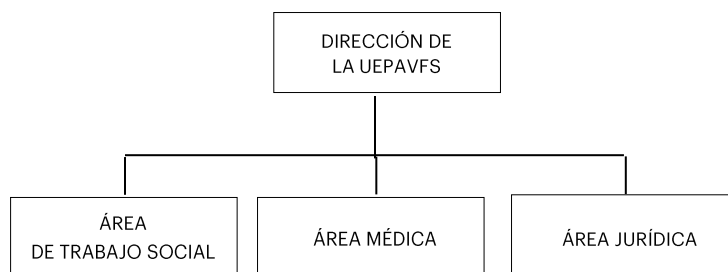 DIRECCIÓN DE
LA UEPAVFS
ÁREA
DE TRABAJO SOCIAL
ÁREA MÉDICA
ÁREA JURÍDICA